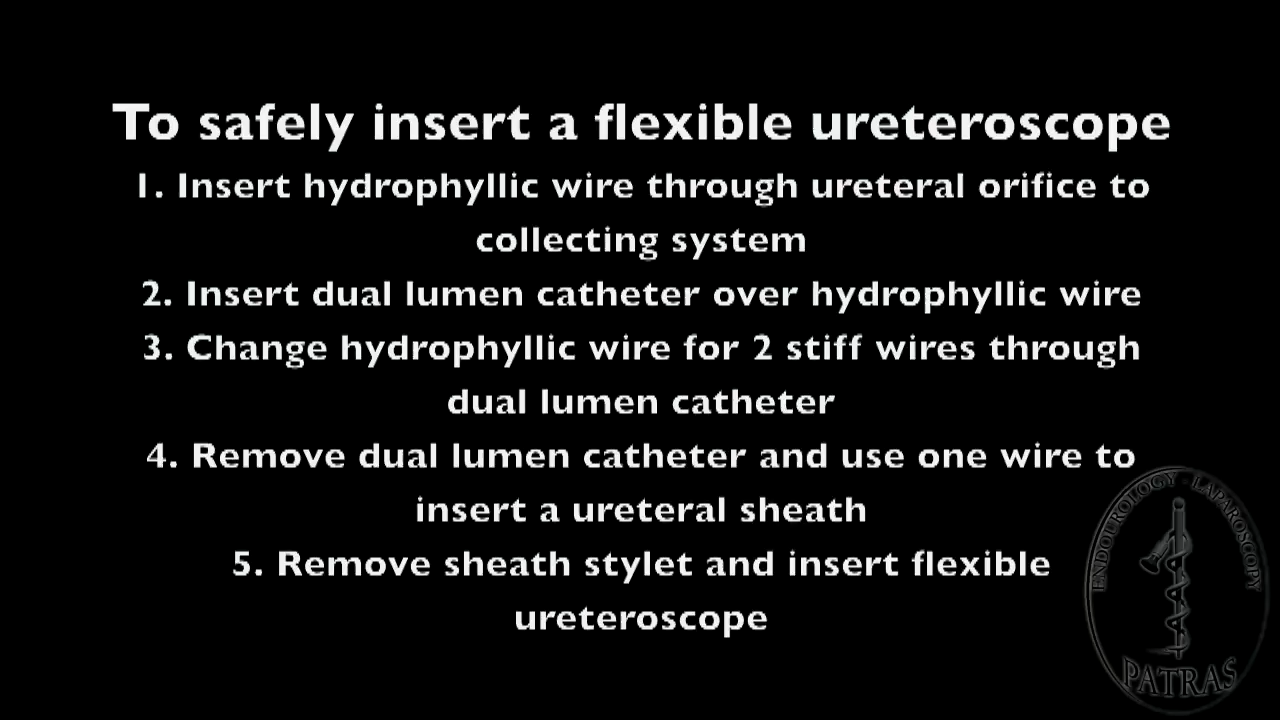 To safely insert a flexible ureteroscope
1. Insert hydrophyllic wire through ureteral orifice to
collecting system
2. Insert dual lumen catheter over hydrophyllic wire
3. Change hydrophyllic wire for 2 stiff wires through
dual lumen catheter
4. Remove dual lumen catheter and use one wire to
insert a ureteral sheath
5. Remove sheath stylet and insert flexible
ureteroscope
ENDOUROLOGY - LAPAROSCOPY
PATRAS